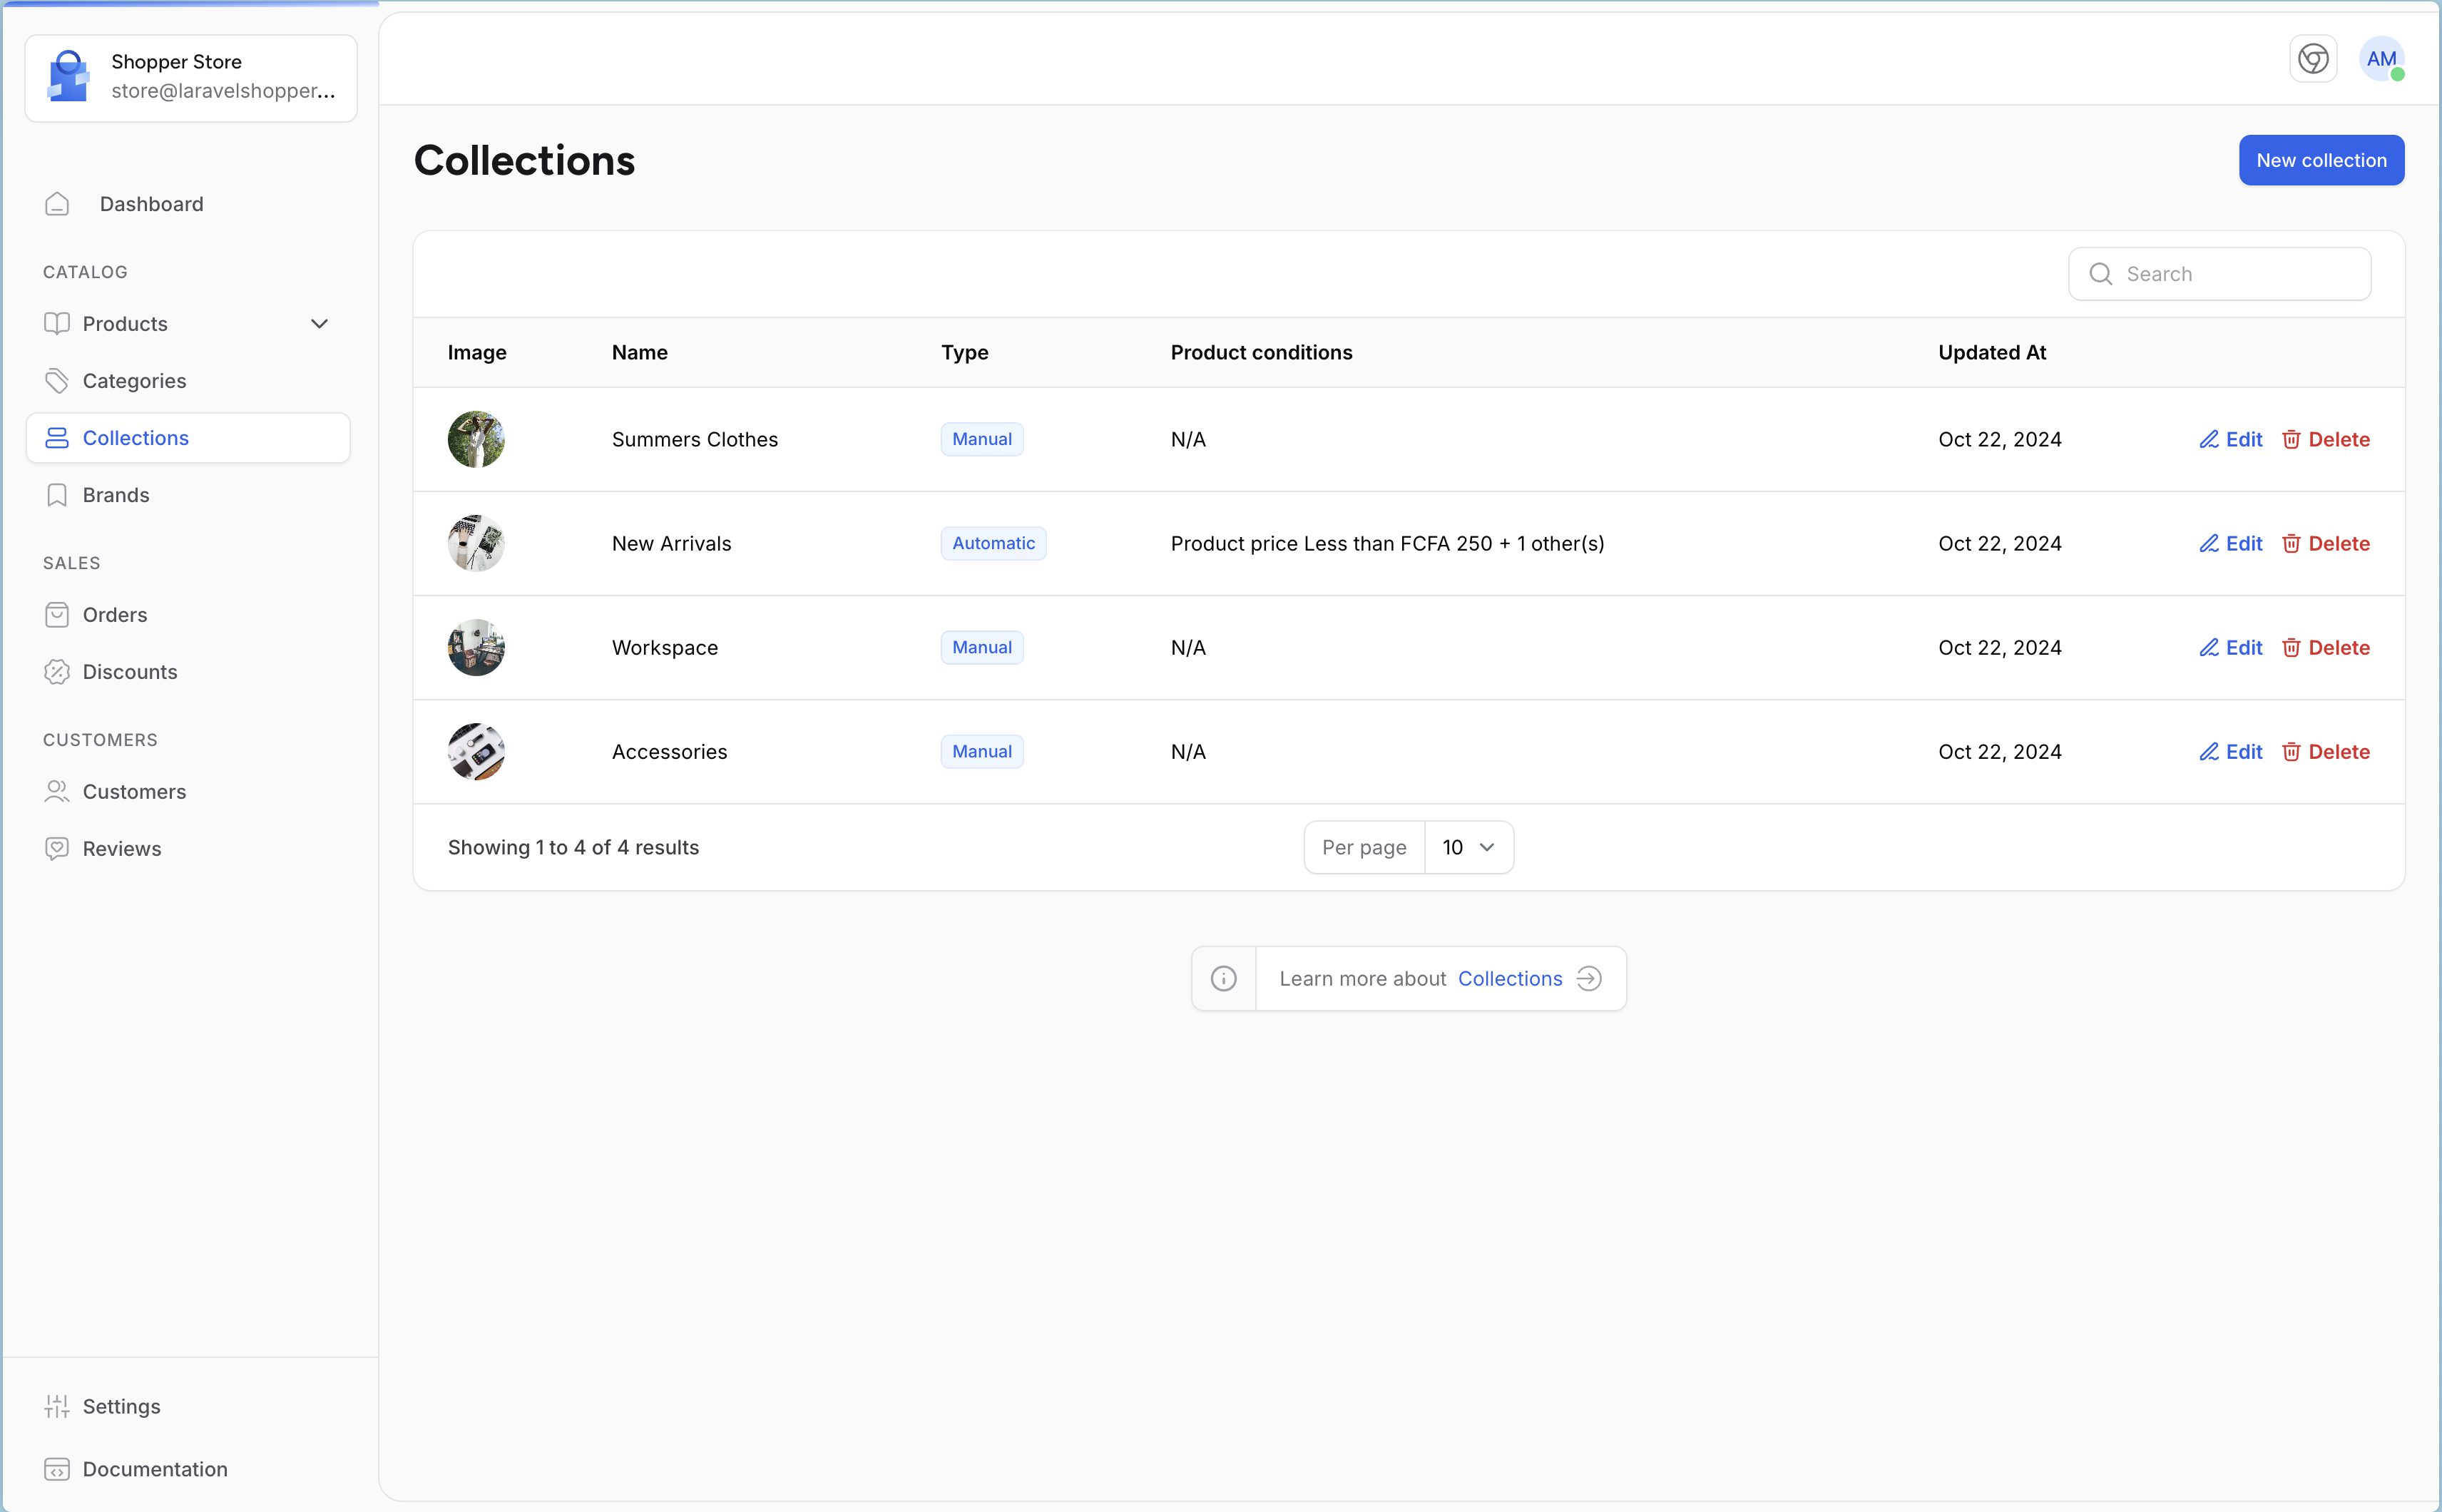 Shopper Store
store@laravelshopper...
AM
Dashboard
CATALOG
Products
Categories
Collections
Brands
SALES
Orders
Discounts
CUSTOMERS
Customers
Reviews
Settings
Documentation
Collections
New collection
Search
Image Name Type Product conditions Updated At
Summers Clothes Manual N/A Oct 22, 2024 Edit Delete
New Arrivals Automatic Product price Less than FCFA 250 + 1 other(s) Oct 22, 2024 Edit Delete
Workspace Manual N/A Oct 22, 2024 Edit Delete
Accessories Manual N/A Oct 22, 2024 Edit Delete
Showing 1 to 4 of 4 results Per page 10
Learn more about Collections